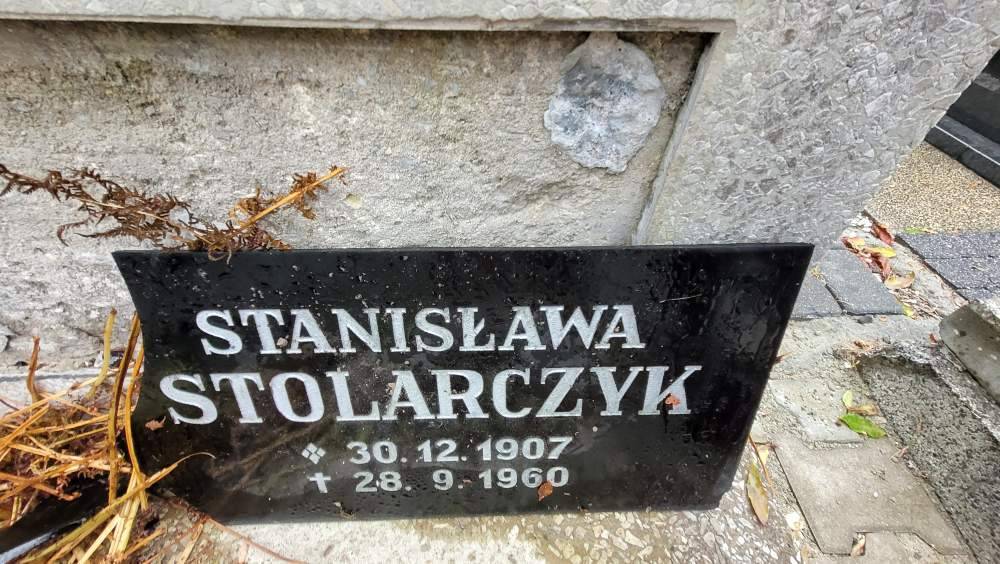 STANISŁAWA
STOLARCZYK
30.12.1907
✝ 28. 9. 1960